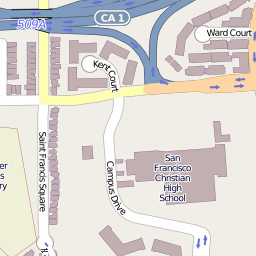 CA 1
509A
Ward Court
Kent Court
Saint Francis Square
Campus Drive
San
Francisco
Christian
High
School